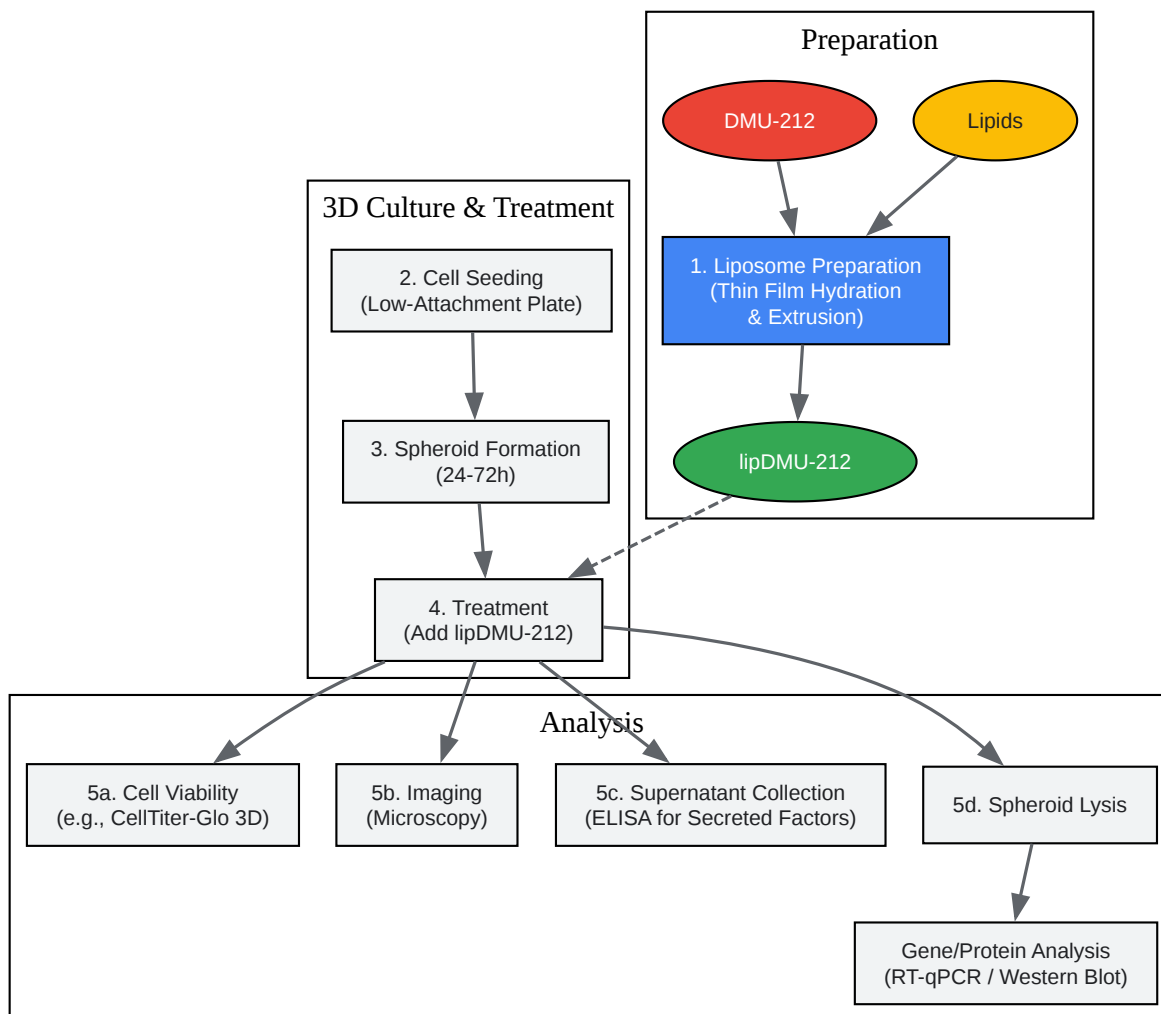 Preparation
DMU-212
Lipids
1. Liposome Preparation
(Thin Film Hydration
& Extrusion)
lipDMU-212
3D Culture & Treatment
2. Cell Seeding
(Low-Attachment Plate)
3. Spheroid Formation
(24-72h)
4. Treatment
(Add lipDMU-212)
Analysis
5a. Cell Viability
(e.g., CellTiter-Glo 3D)
5b. Imaging
(Microscopy)
5c. Supernatant Collection
(ELISA for Secreted Factors)
5d. Spheroid Lysis
Gene/Protein Analysis
(RT-qPCR / Western Blot)